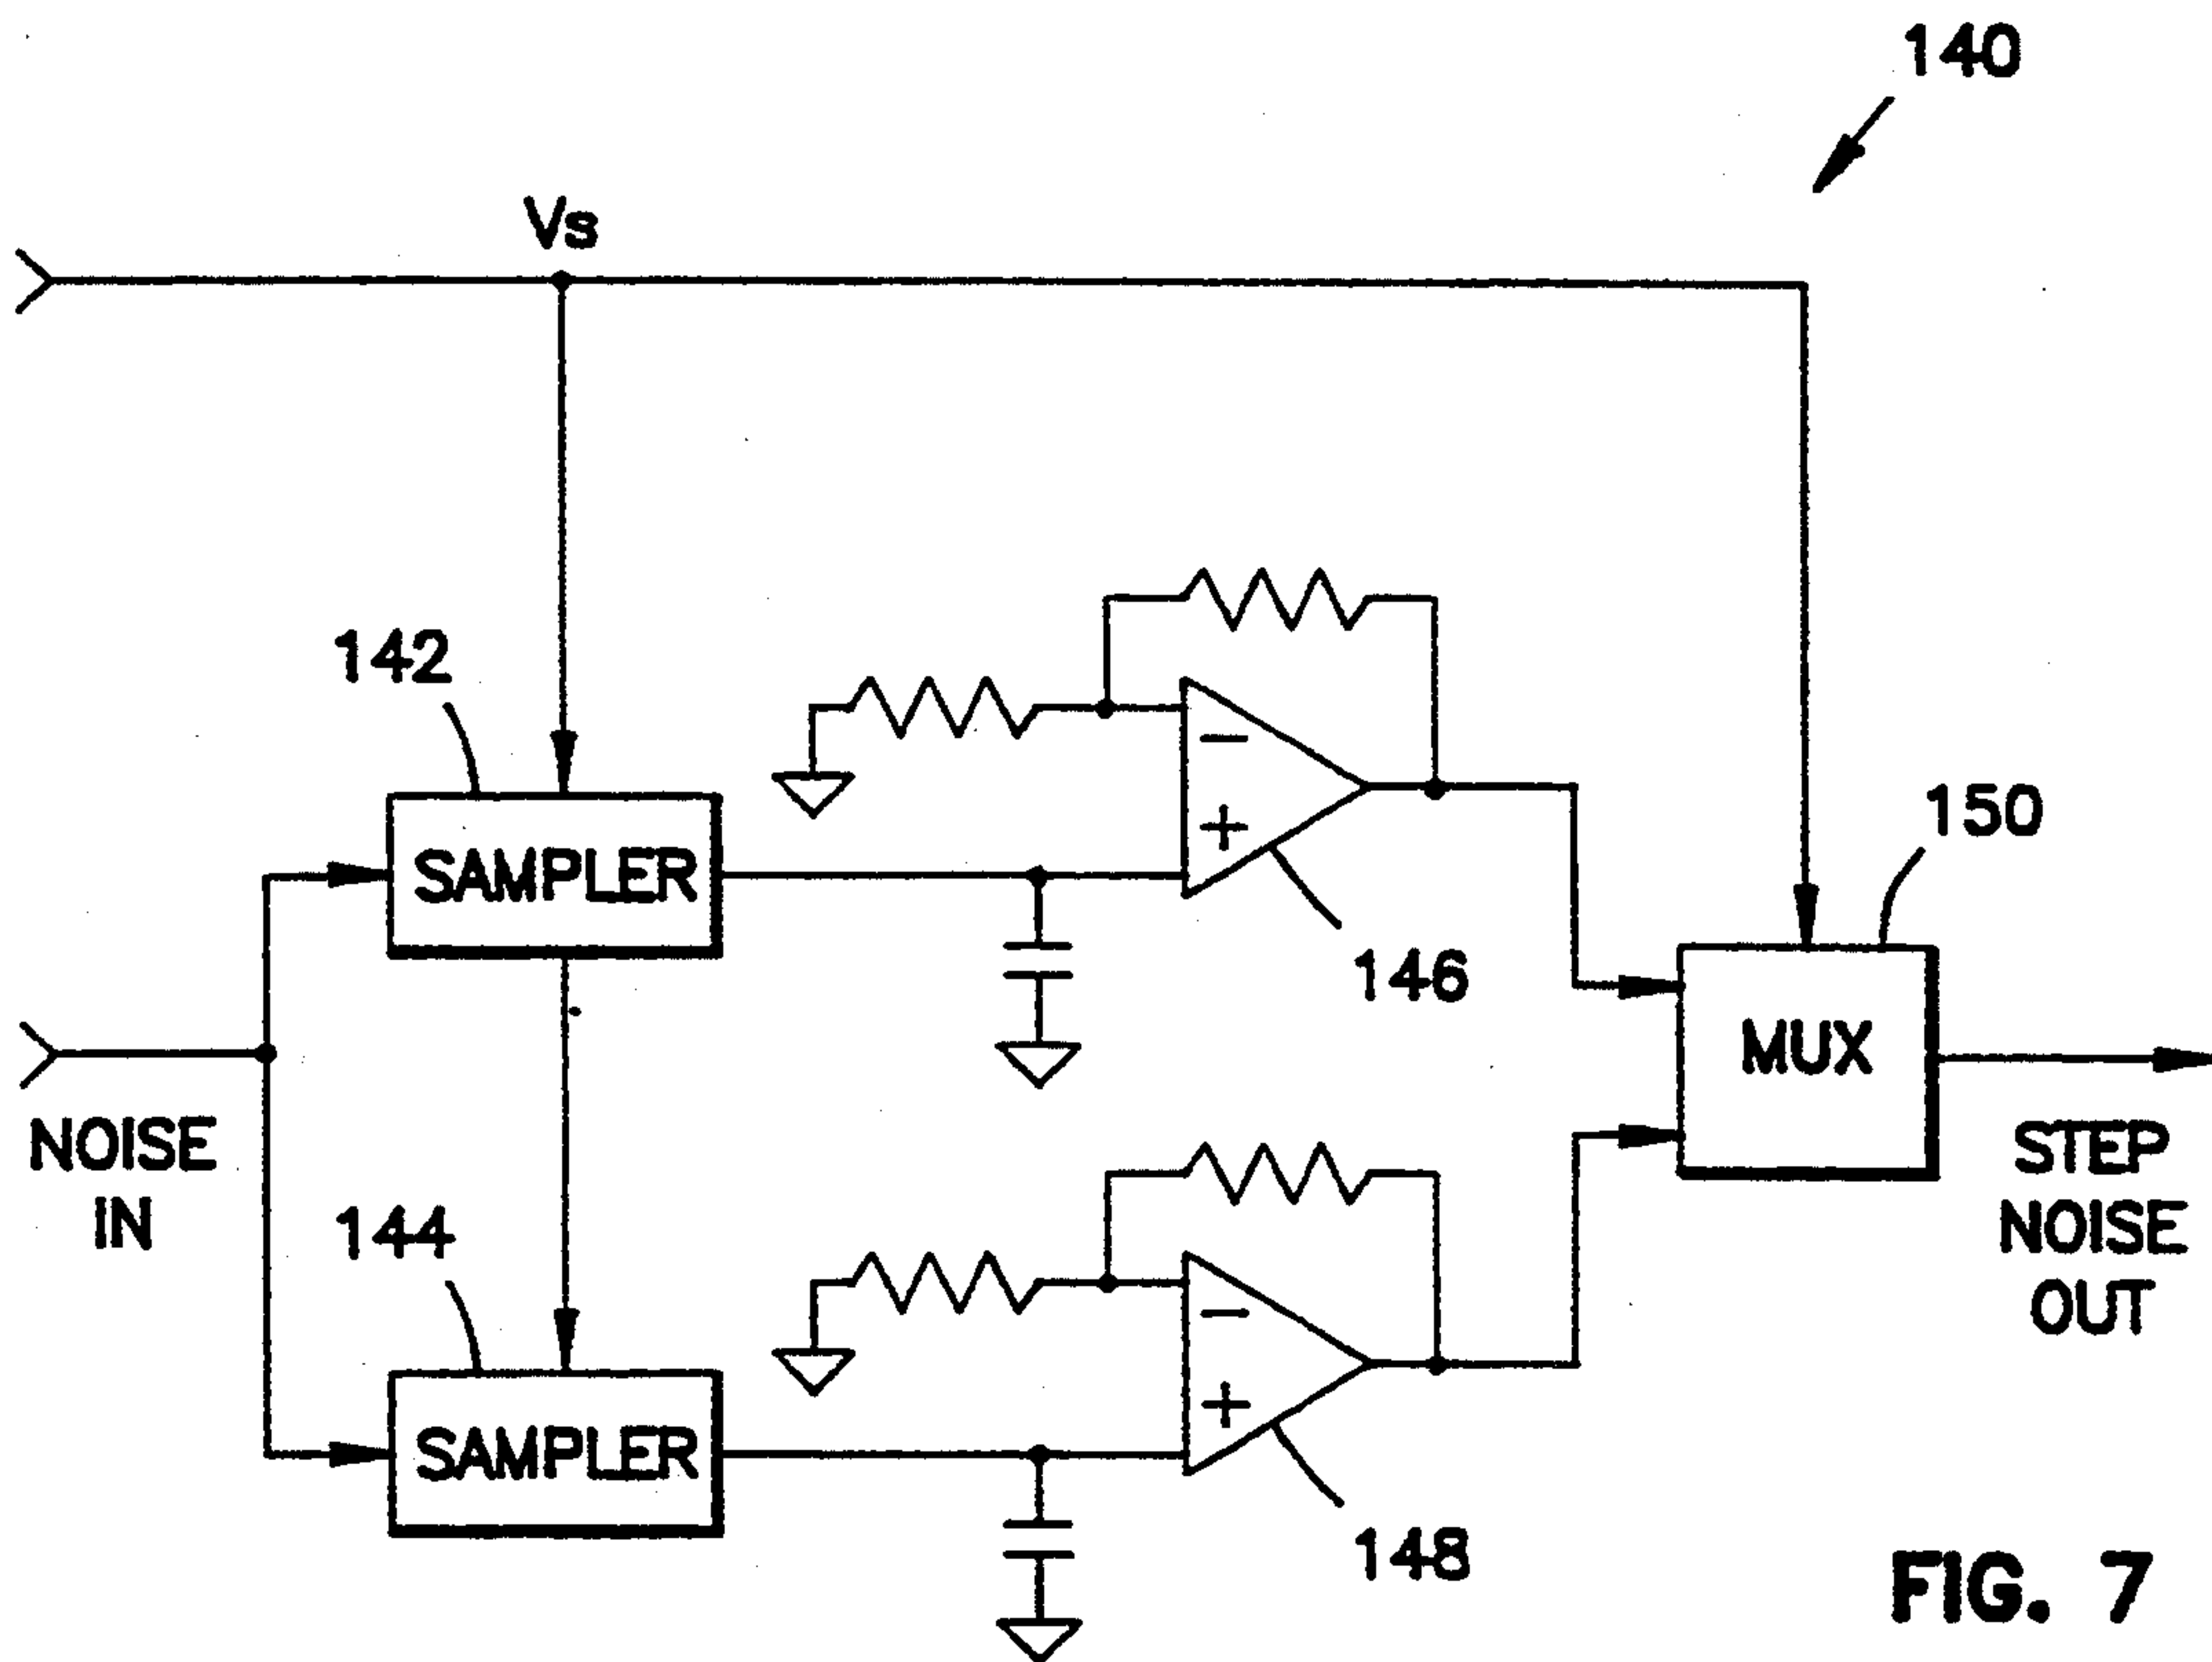 140
Vs
142
SAMPLER
−
+
146
150
MUX
NOISE
IN
STEP
NOISE
OUT
144
SAMPLER
−
+
148
FIG. 7